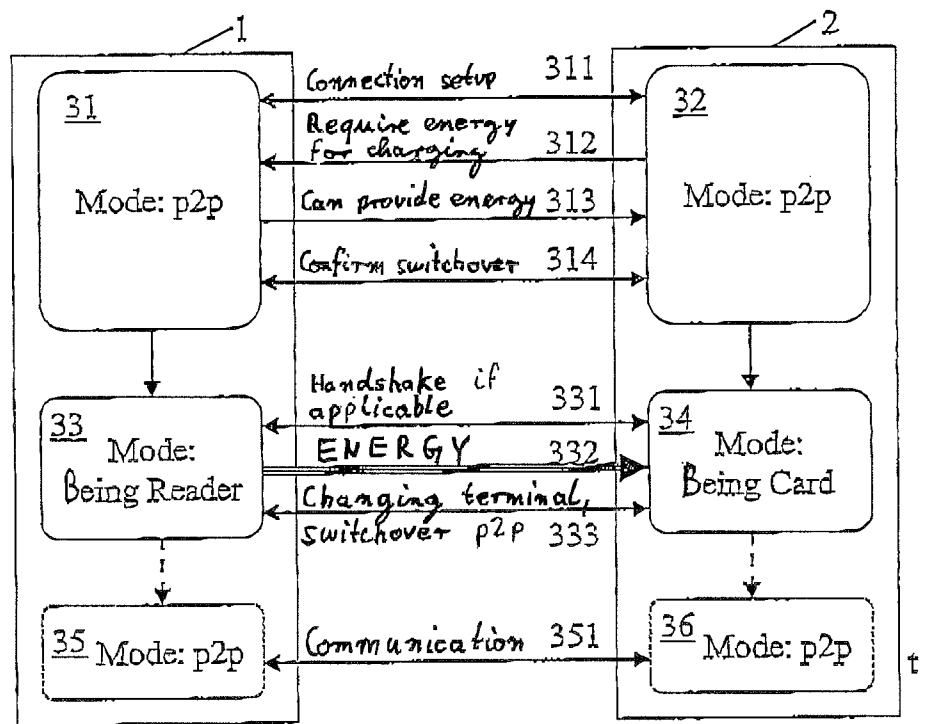 1
2
31
Mode: p2p
Connection setup 311
Require energy
for charging 312
Can provide energy 313
Confirm switchover 314
32
Mode: p2p
33
Mode:
Being Reader
Handshake if
applicable 331
ENERGY 332
Changing terminal,
switchover p2p 333
34
Mode:
Being Card
35 Mode: p2p
Communication 351
36 Mode: p2p
t